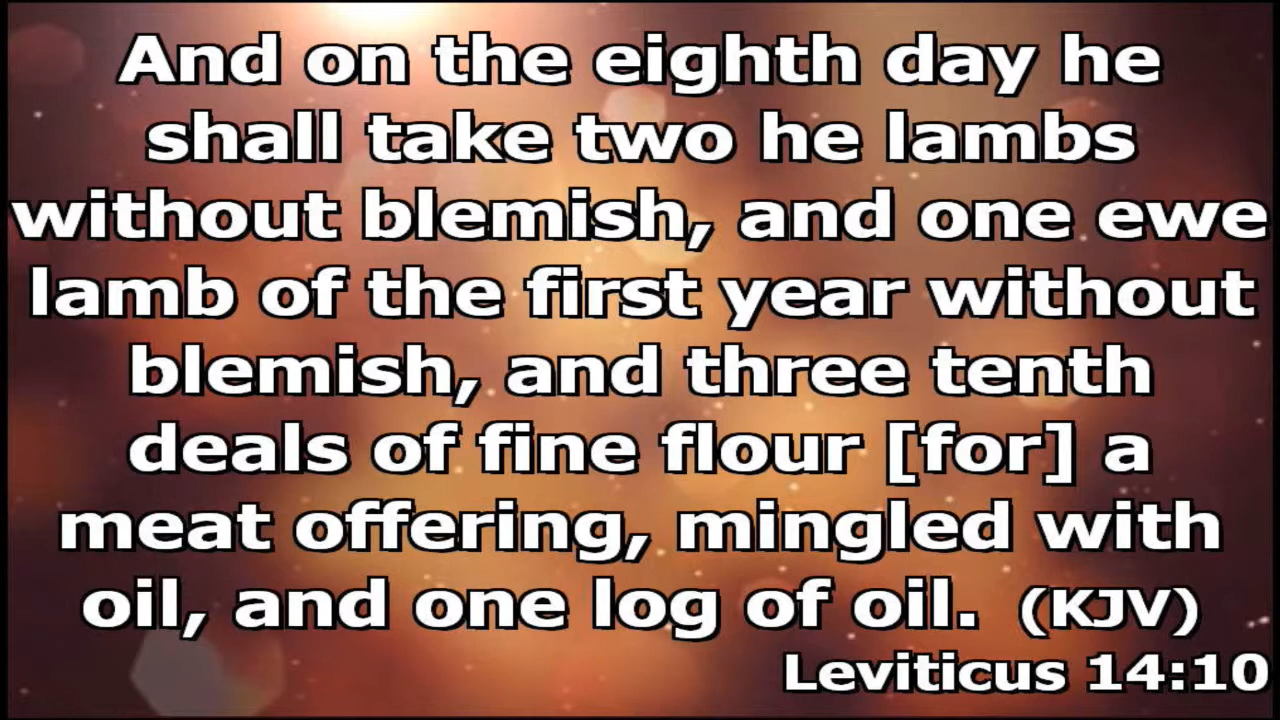 And on the eighth day he
shall take two he lambs
without blemish, and one ewe
lamb of the first year without
blemish, and three tenth
deals of fine flour [for] a
meat offering, mingled with
oil, and one log of oil. (KJV)
Leviticus 14:10